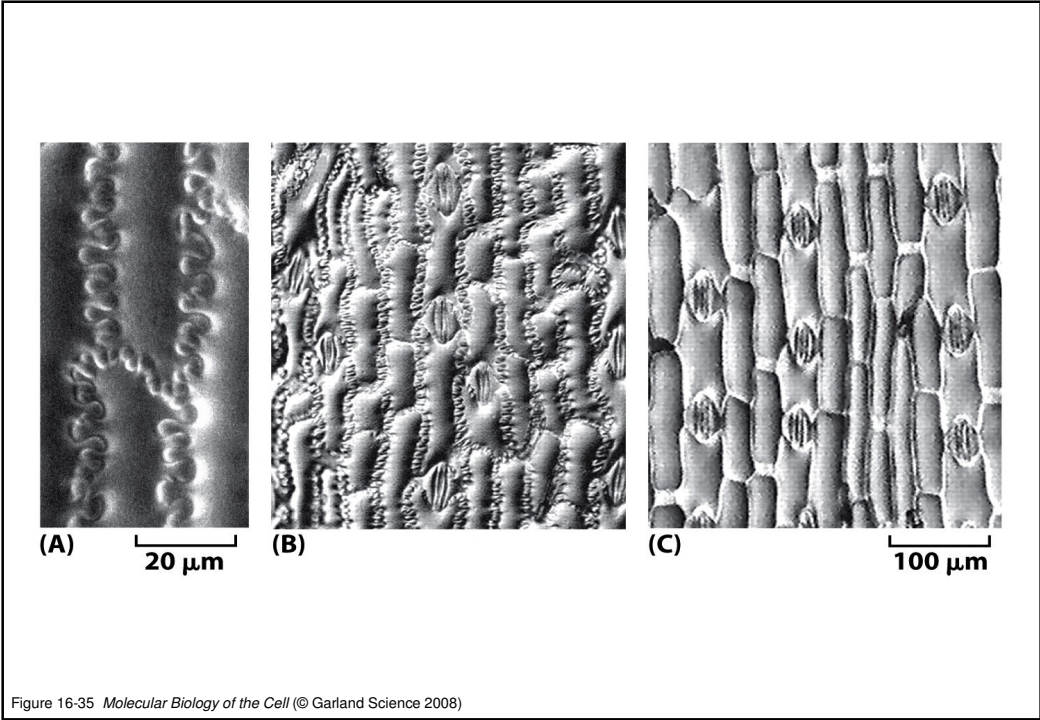 (A)
20 μm
(B)
(C)
100 μm
Figure 16-35 Molecular Biology of the Cell (© Garland Science 2008)